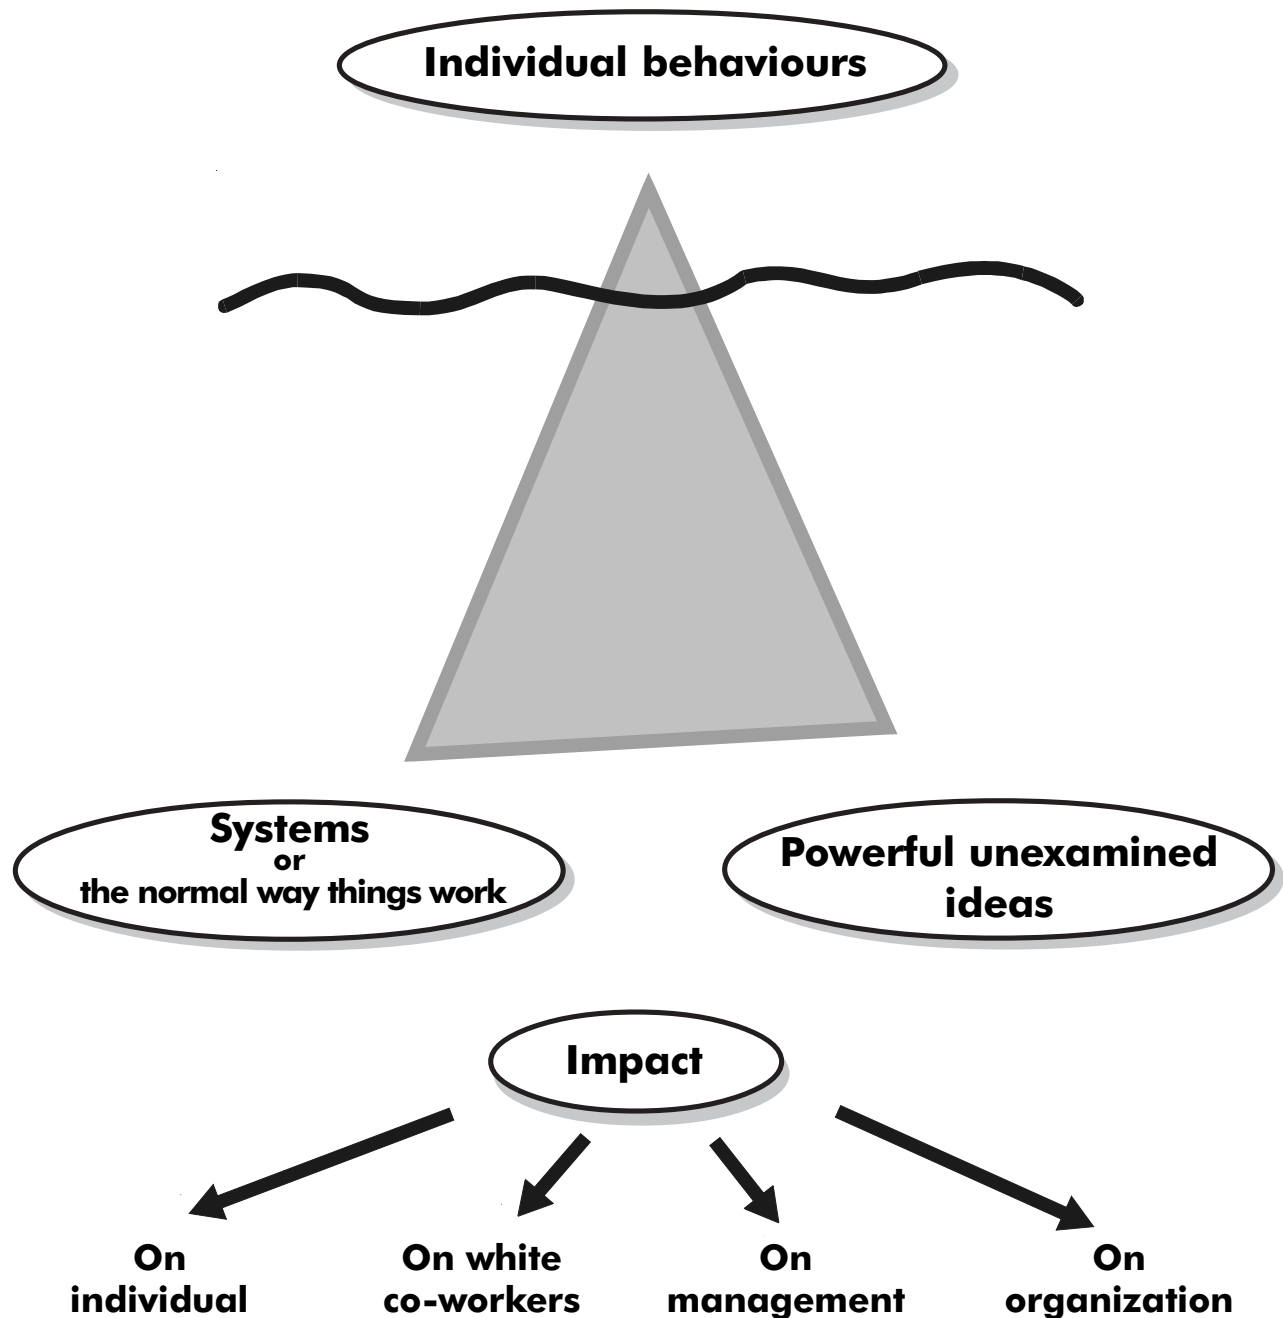 Individual behaviours
Systems
or
the normal way things work
Powerful unexamined
ideas
Impact
On
individual
On white
co-workers
On
management
On
organization